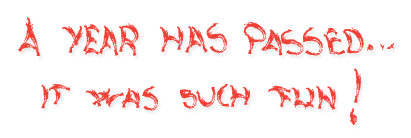 A YEAR HAS PASSED...
IT WAS SUCH FUN!